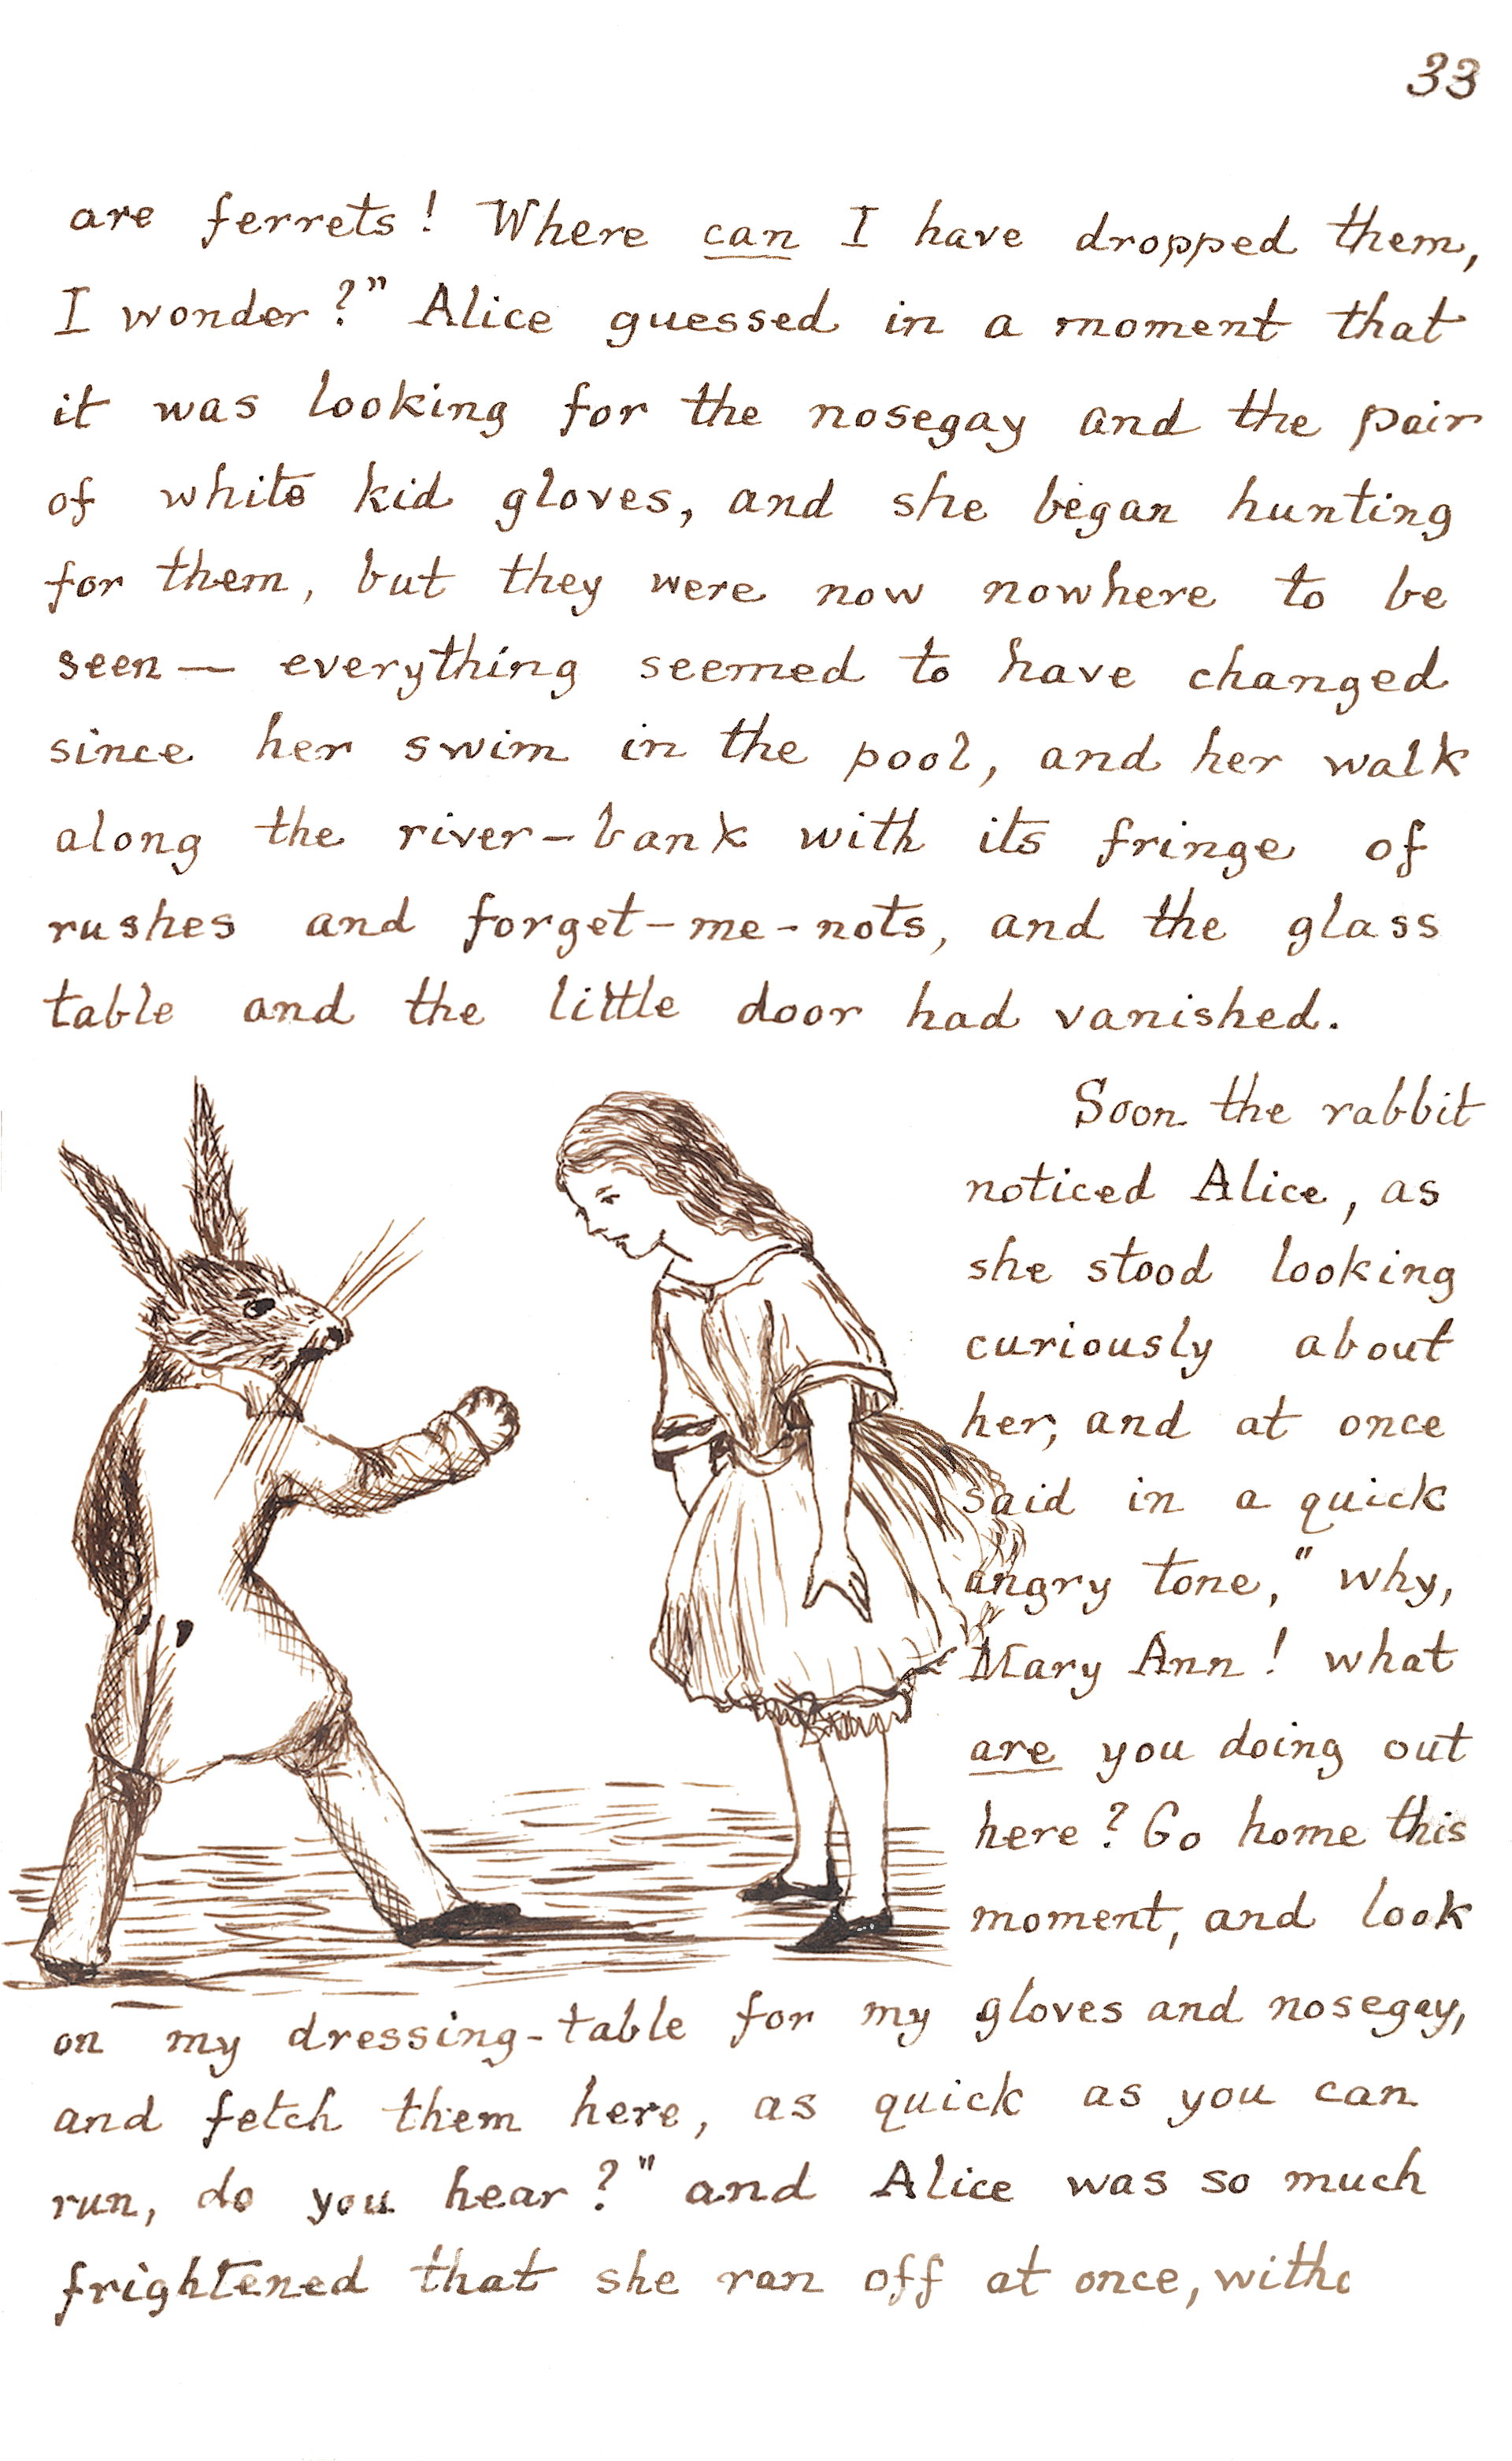 33
are ferrets! Where can I have dropped them,
I wonder?" Alice guessed in a moment that
it was looking for the nosegay and the pair
of white kid gloves, and she began hunting
for them, but they were now nowhere to be
seen — everything seemed to have changed
since her swim in the pool, and her walk
along the river-bank with its fringe of
rushes and forget-me-nots, and the glass
table and the little door had vanished.
Soon the rabbit
noticed Alice, as
she stood looking
curiously about
her, and at once
said in a quick
angry tone, "why,
Mary Ann! what
are you doing out
here? Go home this
moment, and look
on my dressing-table for my gloves and nosegay,
and fetch them here, as quick as you can
run, do you hear?" and Alice was so much
frightened that she ran off at once,